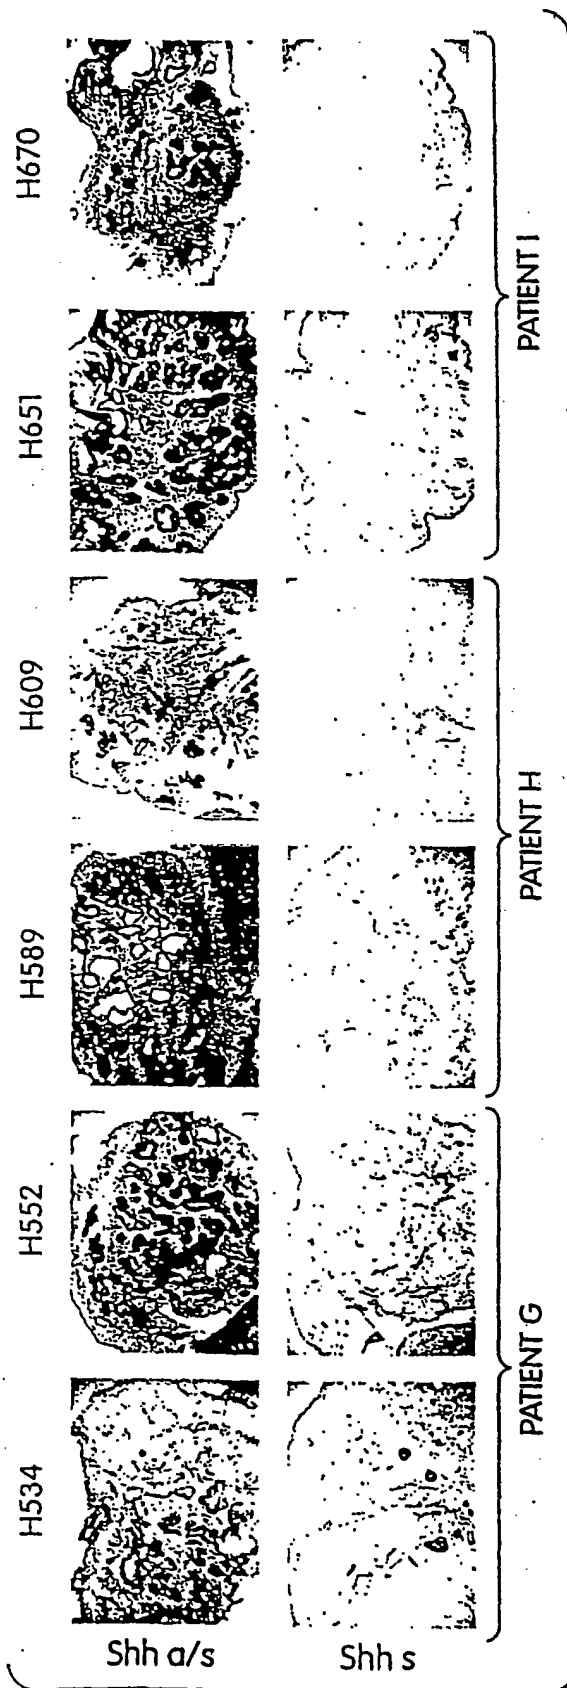 H534
H552
H589
H609
H651
H670
Shh a/s
Shh s
PATIENT G
PATIENT H
PATIENT I